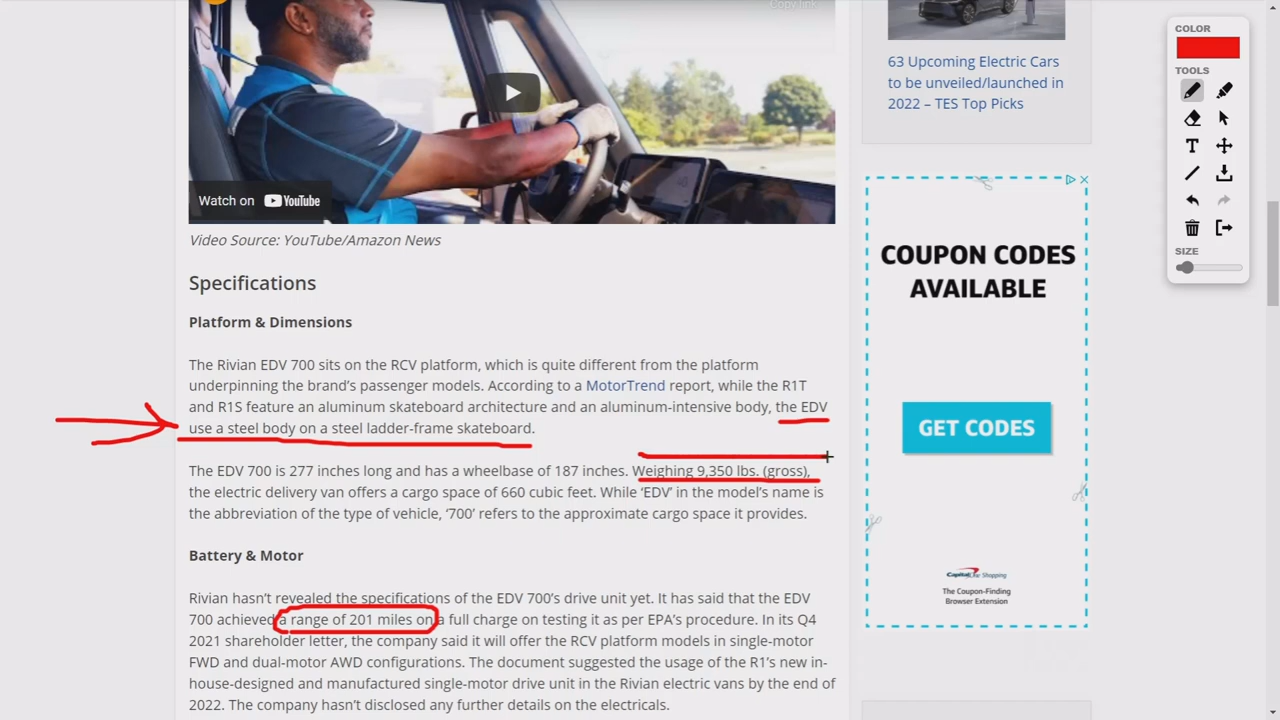 Copy link
Watch on YouTube
Video Source: YouTube/Amazon News
Specifications
Platform & Dimensions
The Rivian EDV 700 sits on the RCV platform, which is quite different from the platform
underpinning the brand's passenger models. According to a MotorTrend report, while the R1T
and R1S feature an aluminum skateboard architecture and an aluminum-intensive body, the EDV
use a steel body on a steel ladder-frame skateboard.
The EDV 700 is 277 inches long and has a wheelbase of 187 inches. Weighing 9,350 lbs. (gross),
the electric delivery van offers a cargo space of 660 cubic feet. While ‘EDV’ in the model’s name is
the abbreviation of the type of vehicle, ‘700’ refers to the approximate cargo space it provides.
Battery & Motor
Rivian hasn’t revealed the specifications of the EDV 700’s drive unit yet. It has said that the EDV
700 achieved a range of 201 miles on a full charge on testing it as per EPA’s procedure. In its Q4
2021 shareholder letter, the company said it will offer the RCV platform models in single-motor
FWD and dual-motor AWD configurations. The document suggested the usage of the R1’s new in-
house-designed and manufactured single-motor drive unit in the Rivian electric vans by the end of
2022. The company hasn’t disclosed any further details on the electricals.
63 Upcoming Electric Cars
to be unveiled/launched in
2022 – TES Top Picks
COUPON CODES
AVAILABLE
GET CODES
Capital One Shopping
The Coupon-Finding
Browser Extension
COLOR
TOOLS
T
SIZE